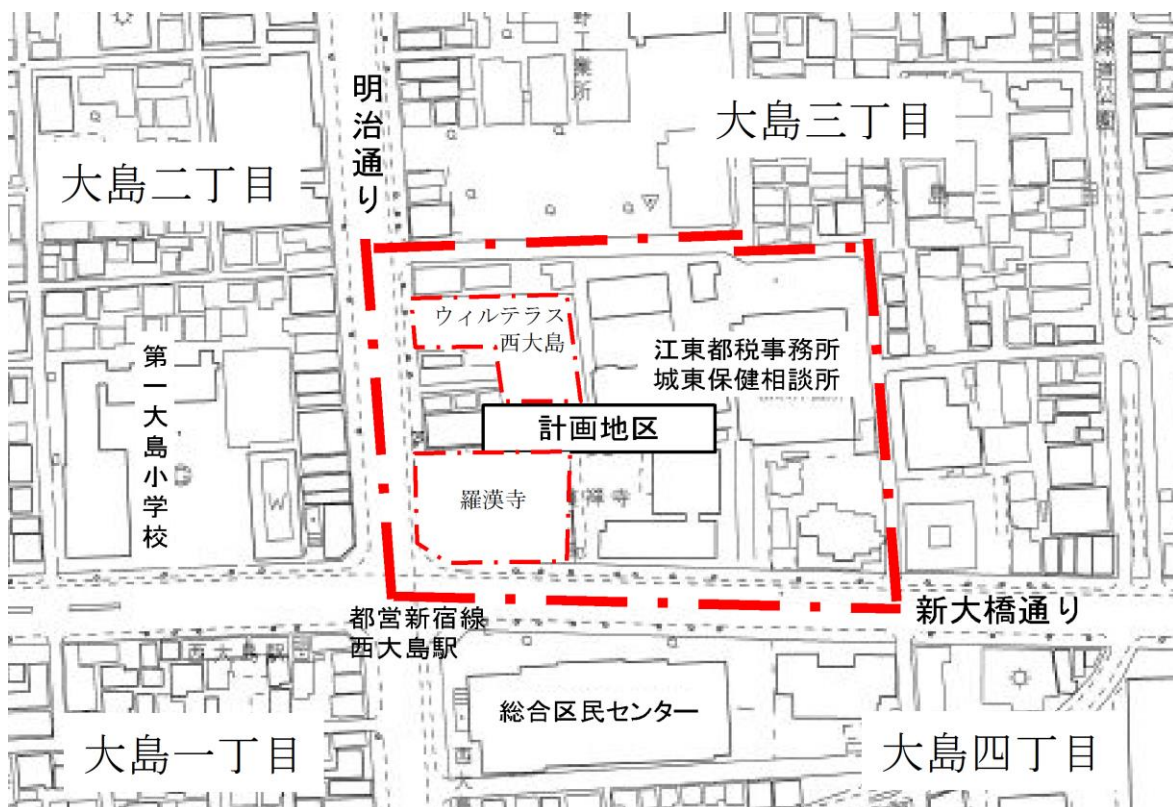 明治通り
大島三丁目
大島二丁目
ウィルテラス
西大島
江東都税事務所
城東保健相談所
第一大島小学校
計画地区
羅漢寺
禅寺
W
新大橋通り
都営新宿線
西大島駅
西大島駅
総合区民センター
大島一丁目
大島四丁目